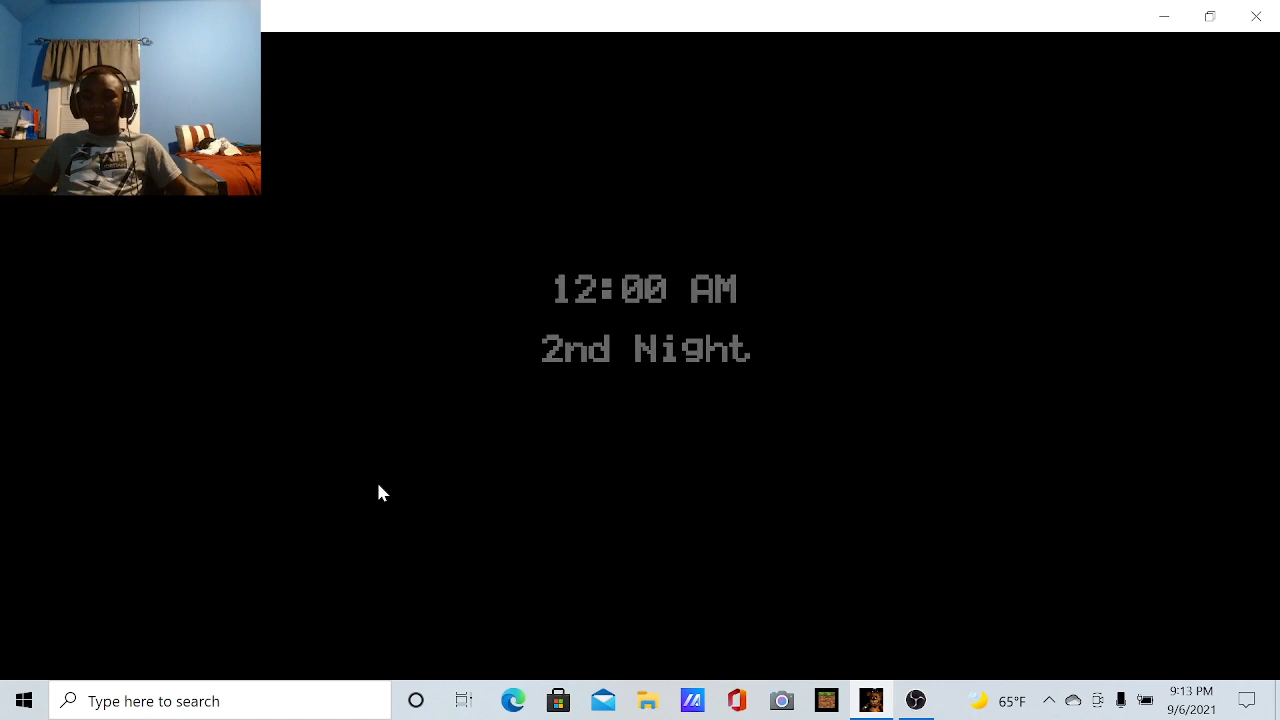 12:00 AM
2nd Night
Type here to search
65°F
9:13 PM
9/6/2021